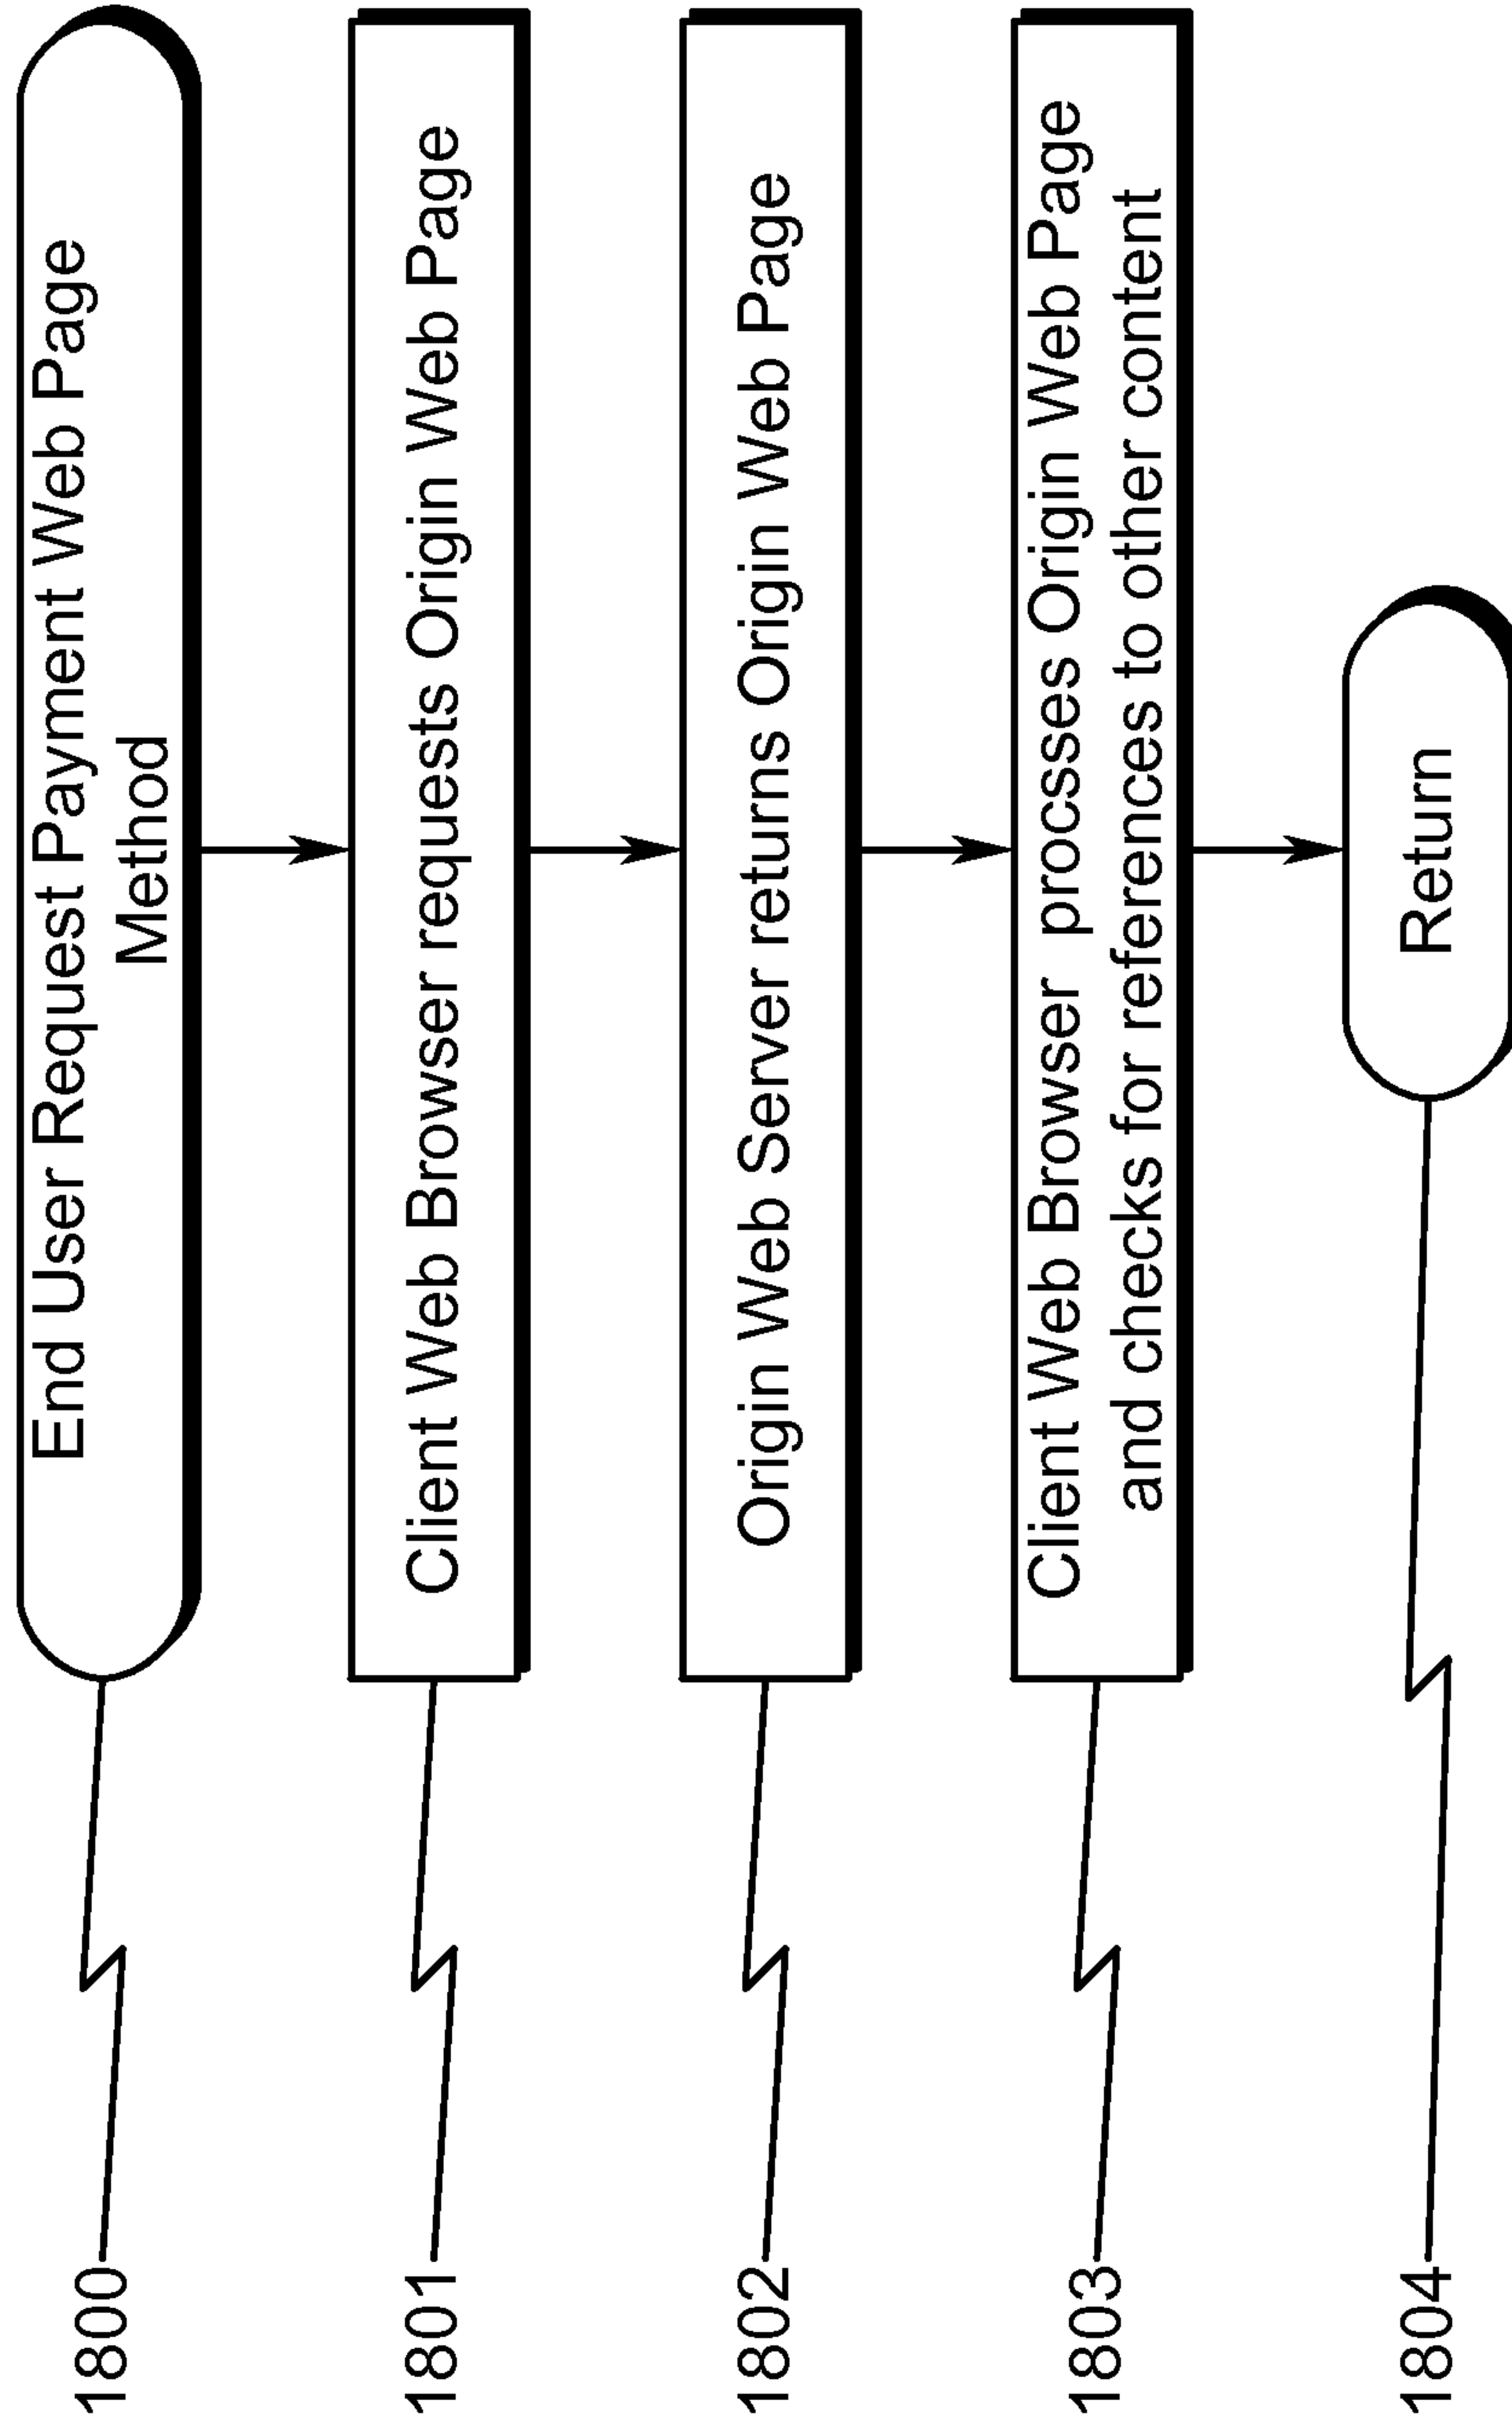 End User Request Payment Web Page
Method
1800
Client Web Browser requests Origin Web Page
1801
Origin Web Server returns Origin Web Page
1802
Client Web Browser procsses Origin Web Page
and checks for references to other content
1803
Return
1804